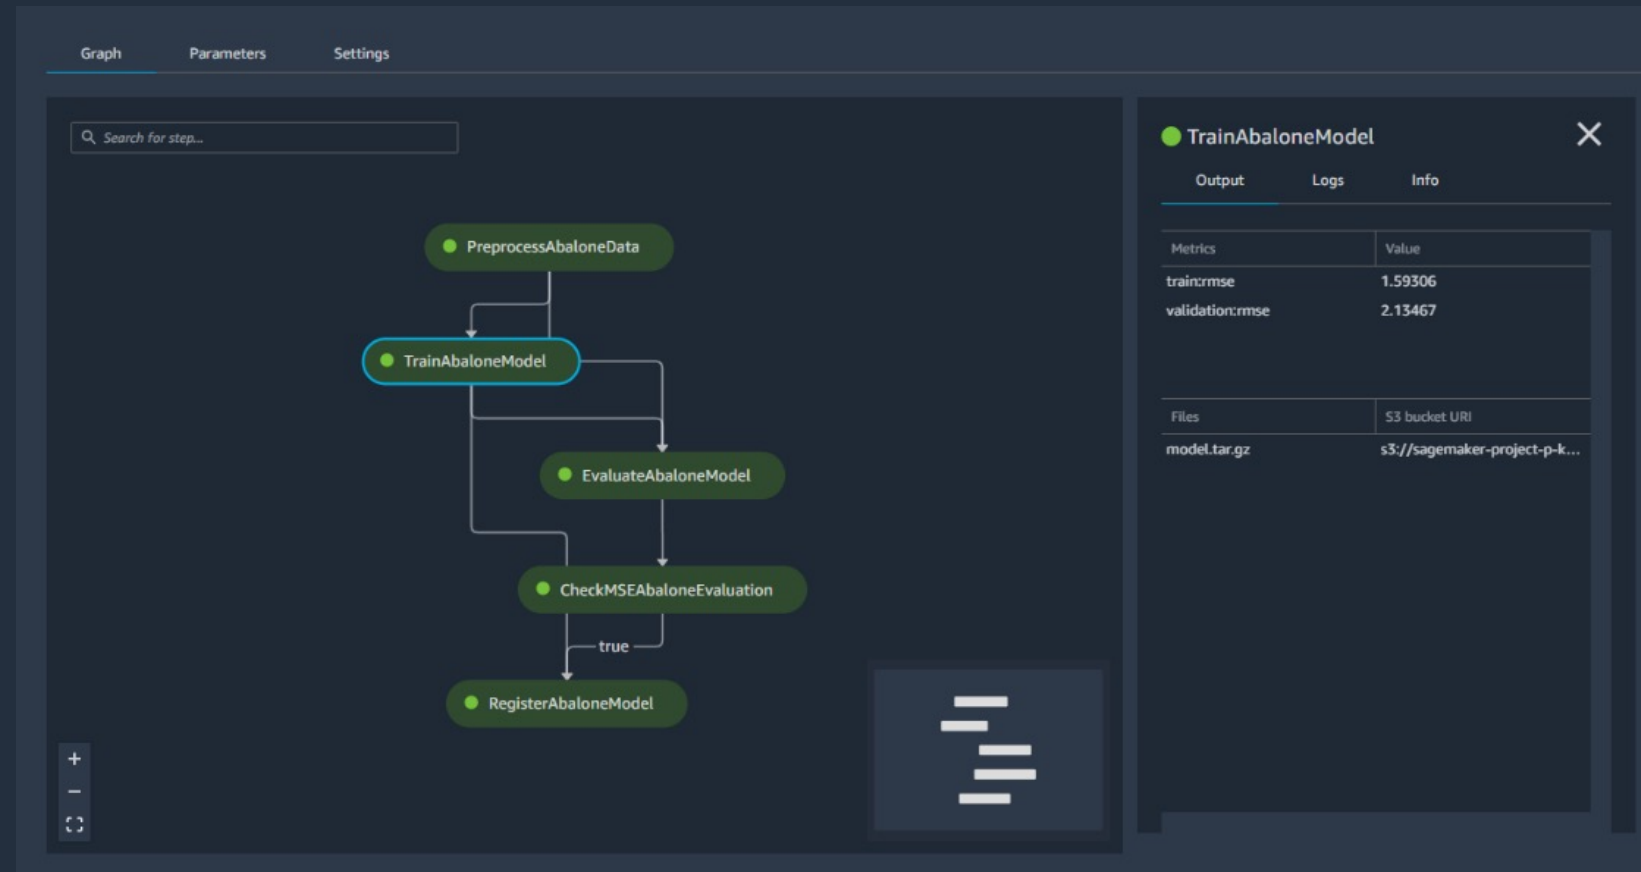 Graph Parameters Settings
Search for step...
PreprocessAbaloneData
TrainAbaloneModel
EvaluateAbaloneModel
CheckMSEAbaloneEvaluation
true
RegisterAbaloneModel
TrainAbaloneModel
Output Logs Info
Metrics Value
train:rmse 1.59306
validation:rmse 2.13467
Files S3 bucket URI
model.tar.gz s3://sagemaker-project-p-k...